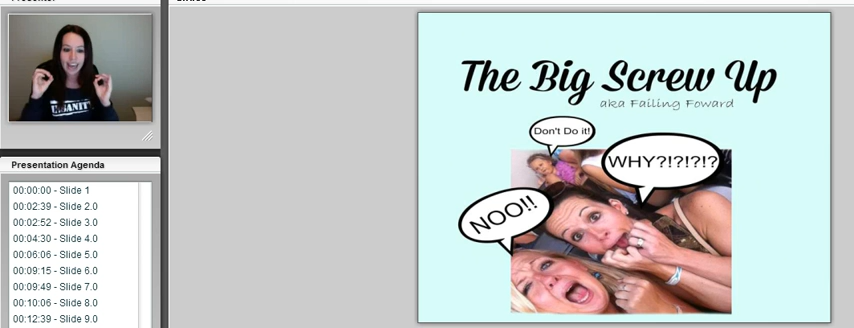 INSANITY
Presentation Agenda
00:00:00 - Slide 1
00:02:39 - Slide 2.0
00:02:52 - Slide 3.0
00:04:30 - Slide 4.0
00:06:06 - Slide 5.0
00:09:15 - Slide 6.0
00:09:49 - Slide 7.0
00:10:06 - Slide 8.0
00:12:39 - Slide 9.0
The Big Screw Up
aka Failing Foward
Don't Do it!
WHY?!?!?!?
NOO!!